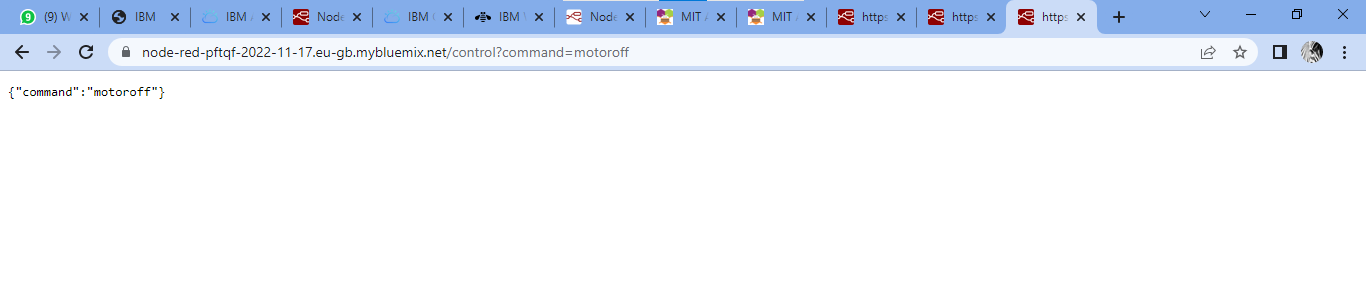 (9) W IBM IBM Node IBM IBM Node MIT MIT https https https
node-red-pftqf-2022-11-17.eu-gb.mybluemix.net/control?command=motoroff
{"command":"motoroff"}